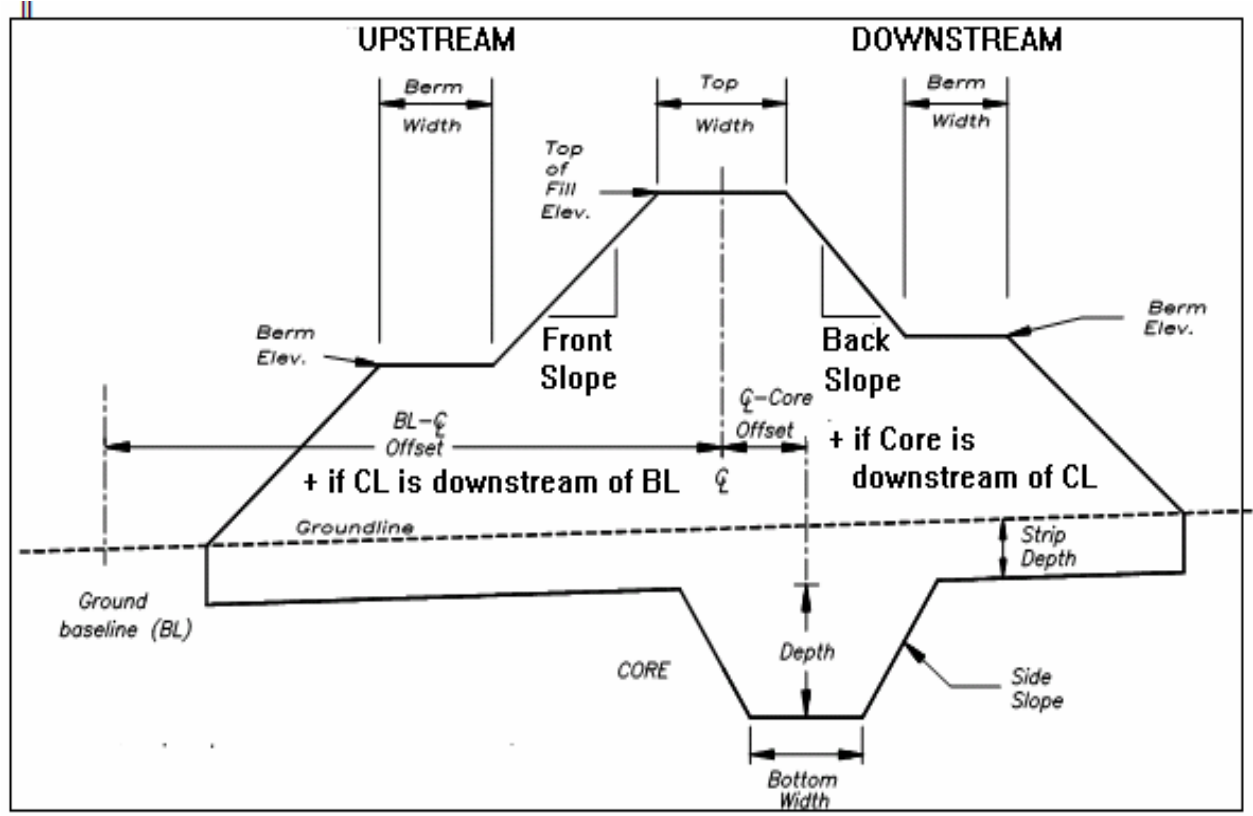 UPSTREAM
DOWNSTREAM
Berm
Width
Top
Width
Berm
Width
Top
of
Fill
Elev.
Berm
Elev.
Front
Slope
Back
Slope
Berm
Elev.
BL-℄
Offset
℄-Core
Offset
+ if CL is downstream of BL
℄
+ if Core is
downstream of CL
Groundline
Strip
Depth
Ground
baseline (BL)
CORE
Depth
Side
Slope
Bottom
Width